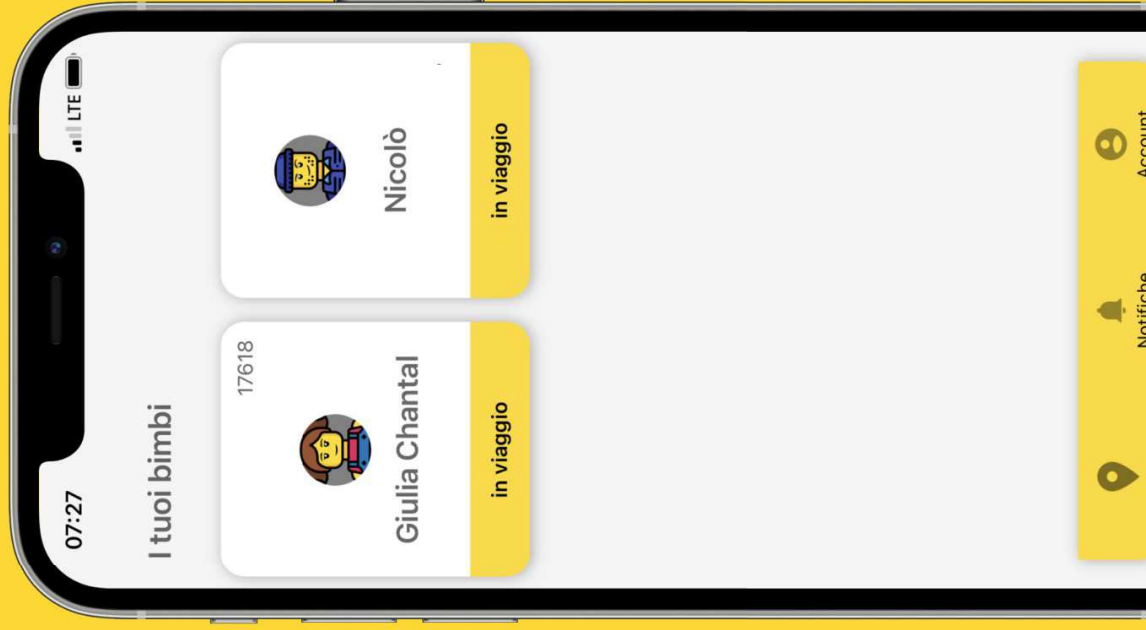 07:27
LTE
I tuoi bimbi
17618
Giulia Chantal
in viaggio
-
Nicolò
in viaggio
Notifiche
Account